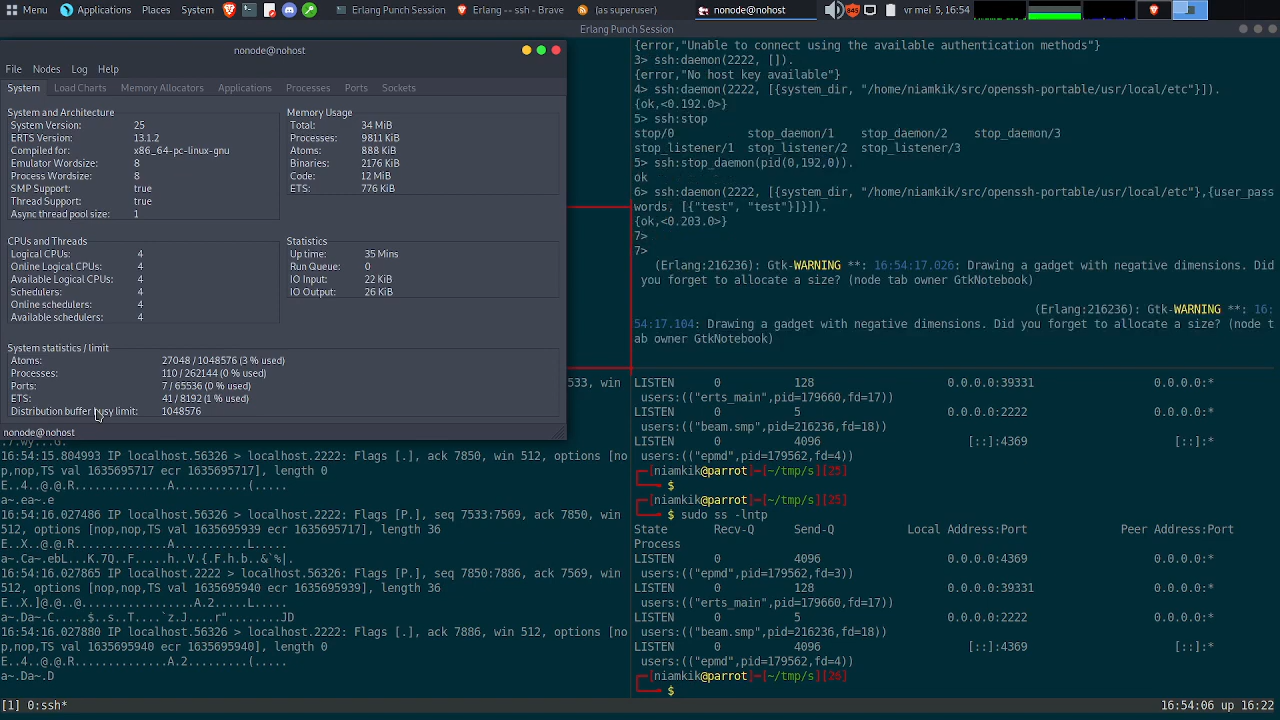 Menu Applications Places System Erlang Punch Session Erlang -- ssh - Brave (as superuser) nonode@nohost vr mei 5, 16:54
Erlang Punch Session
nonode@nohost
File Nodes Log Help
System Load Charts Memory Allocators Applications Processes Ports Sockets
System and Architecture
System Version: 25
ERTS Version: 13.1.2
Compiled for: x86_64-pc-linux-gnu
Emulator Wordsize: 8
Process Wordsize: 8
SMP Support: true
Thread Support: true
Async thread pool size: 1
Memory Usage
Total: 34 MiB
Processes: 9811 KiB
Atoms: 888 KiB
Binaries: 2176 KiB
Code: 12 MiB
ETS: 776 KiB
CPUs and Threads
Logical CPUs: 4
Online Logical CPUs: 4
Available Logical CPUs: 4
Schedulers: 4
Online schedulers: 4
Available schedulers: 4
Statistics
Up time: 35 Mins
Run Queue: 0
IO Input: 22 KiB
IO Output: 26 KiB
System statistics / limit
Atoms: 27048 / 1048576 (3 % used)
Processes: 110 / 262144 (0 % used)
Ports: 7 / 65536 (0 % used)
ETS: 41 / 8192 (1 % used)
Distribution buffer busy limit: 1048576
nonode@nohost
7533, win
.7.wy...G.
16:54:15.804993 IP localhost.56326 > localhost.2222: Flags [.], ack 7850, win 512, options [no
p,nop,TS val 1635695717 ecr 1635695717], length 0
E..4..@.@.R..............A..........(.....
a~.ea~.e
16:54:16.027486 IP localhost.56326 > localhost.2222: Flags [P.], seq 7533:7569, ack 7850, win
512, options [nop,nop,TS val 1635695939 ecr 1635695717], length 36
E..X..@.@.R..............A..........L.....
a~.Ca~.ebL...K.7Q..F.....h..V.{.F.h.b..&`%|.
16:54:16.027865 IP localhost.2222 > localhost.56326: Flags [P.], seq 7850:7886, ack 7569, win
512, options [nop,nop,TS val 1635695940 ecr 1635695939], length 36
E..X.]@.@..@..............A.2.....L.....
a~.Da~.C.....$..s..T....`z.J....r"........JD
16:54:16.027880 IP localhost.56326 > localhost.2222: Flags [.], ack 7886, win 512, options [no
p,nop,TS val 1635695940 ecr 1635695940], length 0
E..4..@.@.R..............A.2........(.....
a~.Da~.D
{error,"Unable to connect using the available authentication methods"}
3> ssh:daemon(2222, []).
{error,"No host key available"}
4> ssh:daemon(2222, [{system_dir, "/home/niamkik/src/openssh-portable/usr/local/etc"}]).
{ok,<0.192.0>}
5> ssh:stop
stop/0 stop_daemon/1 stop_daemon/2 stop_daemon/3
stop_listener/1 stop_listener/2 stop_listener/3
5> ssh:stop_daemon(pid(0,192,0)).
ok
6> ssh:daemon(2222, [{system_dir, "/home/niamkik/openssh-portable/usr/local/etc"},{user_pass
words, [{"test", "test"}]}]).
{ok,<0.203.0>}
7>
7>
(Erlang:216236): Gtk-WARNING **: 16:54:17.026: Drawing a gadget with negative dimensions. Did
you forget to allocate a size? (node tab owner GtkNotebook)
(Erlang:216236): Gtk-WARNING **: 16:
54:17.104: Drawing a gadget with negative dimensions. Did you forget to allocate a size? (node t
ab owner GtkNotebook)
LISTEN 0 128 0.0.0.0:39331 0.0.0.0:*
users:(("erts_main",pid=179660,fd=17))
LISTEN 0 5 0.0.0.0:2222 0.0.0.0:*
users:(("beam.smp",pid=216236,fd=18))
LISTEN 0 4096 [::]:4369 [::]:*
users:(("epmd",pid=179562,fd=4))
┌─[niamkik@parrot]─[~/tmp/s][25]
└──╼ $
┌─[niamkik@parrot]─[~/tmp/s][25]
└──╼ $ sudo ss -lntp
State Recv-Q Send-Q Local Address:Port Peer Address:Port
Process
LISTEN 0 4096 0.0.0.0:4369 0.0.0.0:*
users:(("epmd",pid=179562,fd=3))
LISTEN 0 128 0.0.0.0:39331 0.0.0.0:*
users:(("erts_main",pid=179660,fd=17))
LISTEN 0 5 0.0.0.0:2222 0.0.0.0:*
users:(("beam.smp",pid=216236,fd=18))
LISTEN 0 4096 [::]:4369 [::]:*
users:(("epmd",pid=179562,fd=4))
┌─[niamkik@parrot]─[~/tmp/s][26]
└──╼ $
[1] 0:ssh* 16:54:06 up 16:22